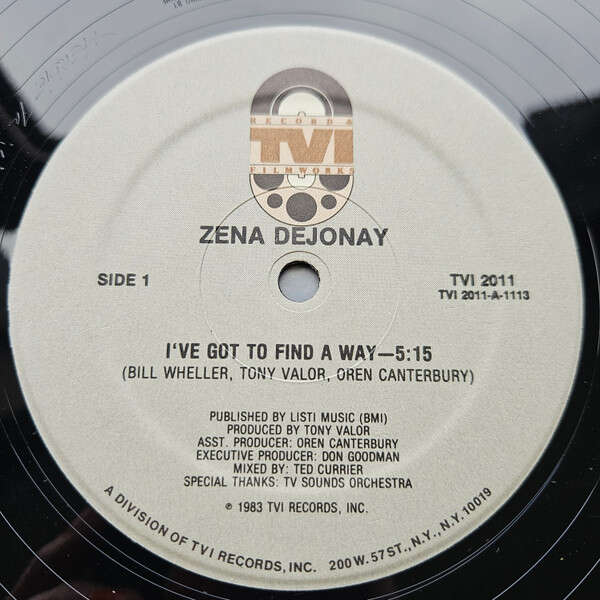 RECORD &
TVI
FILMWORKS
ZENA DEJONAY
SIDE 1
TVI 2011
TVI 2011-A-1113
I'VE GOT TO FIND A WAY—5:15
(BILL WHELLER, TONY VALOR, OREN CANTERBURY)
PUBLISHED BY LISTI MUSIC (BMI)
PRODUCED BY TONY VALOR
ASST. PRODUCER: OREN CANTERBURY
EXECUTIVE PRODUCER: DON GOODMAN
MIXED BY: TED CURRIER
SPECIAL THANKS: TV SOUNDS ORCHESTRA
℗ 1983 TVI RECORDS, INC.
A DIVISION OF TVI RECORDS, INC. 200 W. 57 ST., N.Y., N.Y. 10019